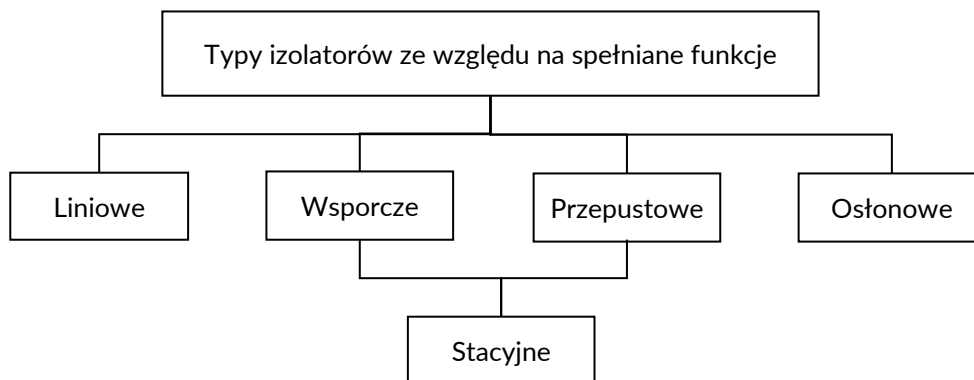 Typy izolatorów ze względu na spełniane funkcje
Liniowe
Wsporcze
Przepustowe
Osłonowe
Stacyjne